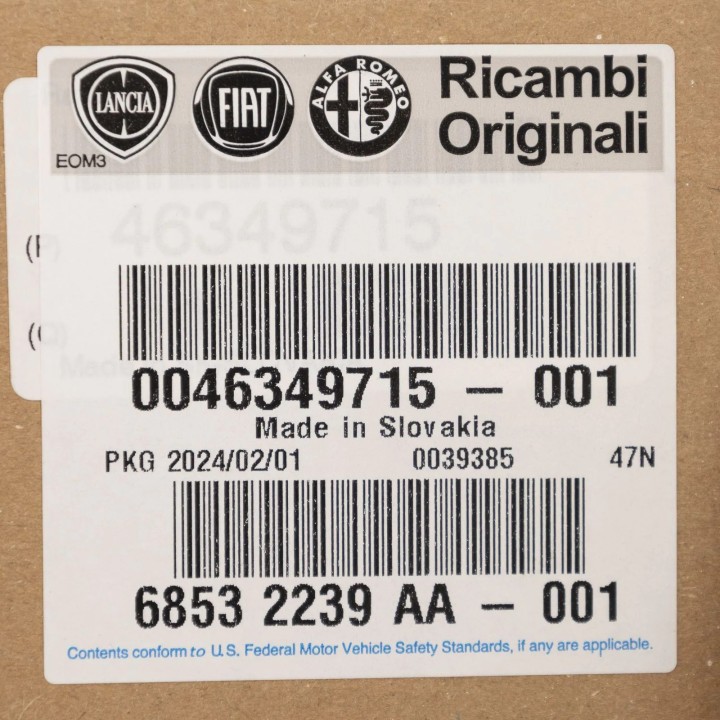 LANCIA
FIAT
ALFA ROMEO
Ricambi
Originali
EOM3
46349715
0046349715 – 001
Made in Slovakia
PKG 2024/02/01 0039385 47N
6853 2239 AA – 001
Contents conform to U.S. Federal Motor Vehicle Safety Standards, if any are applicable.